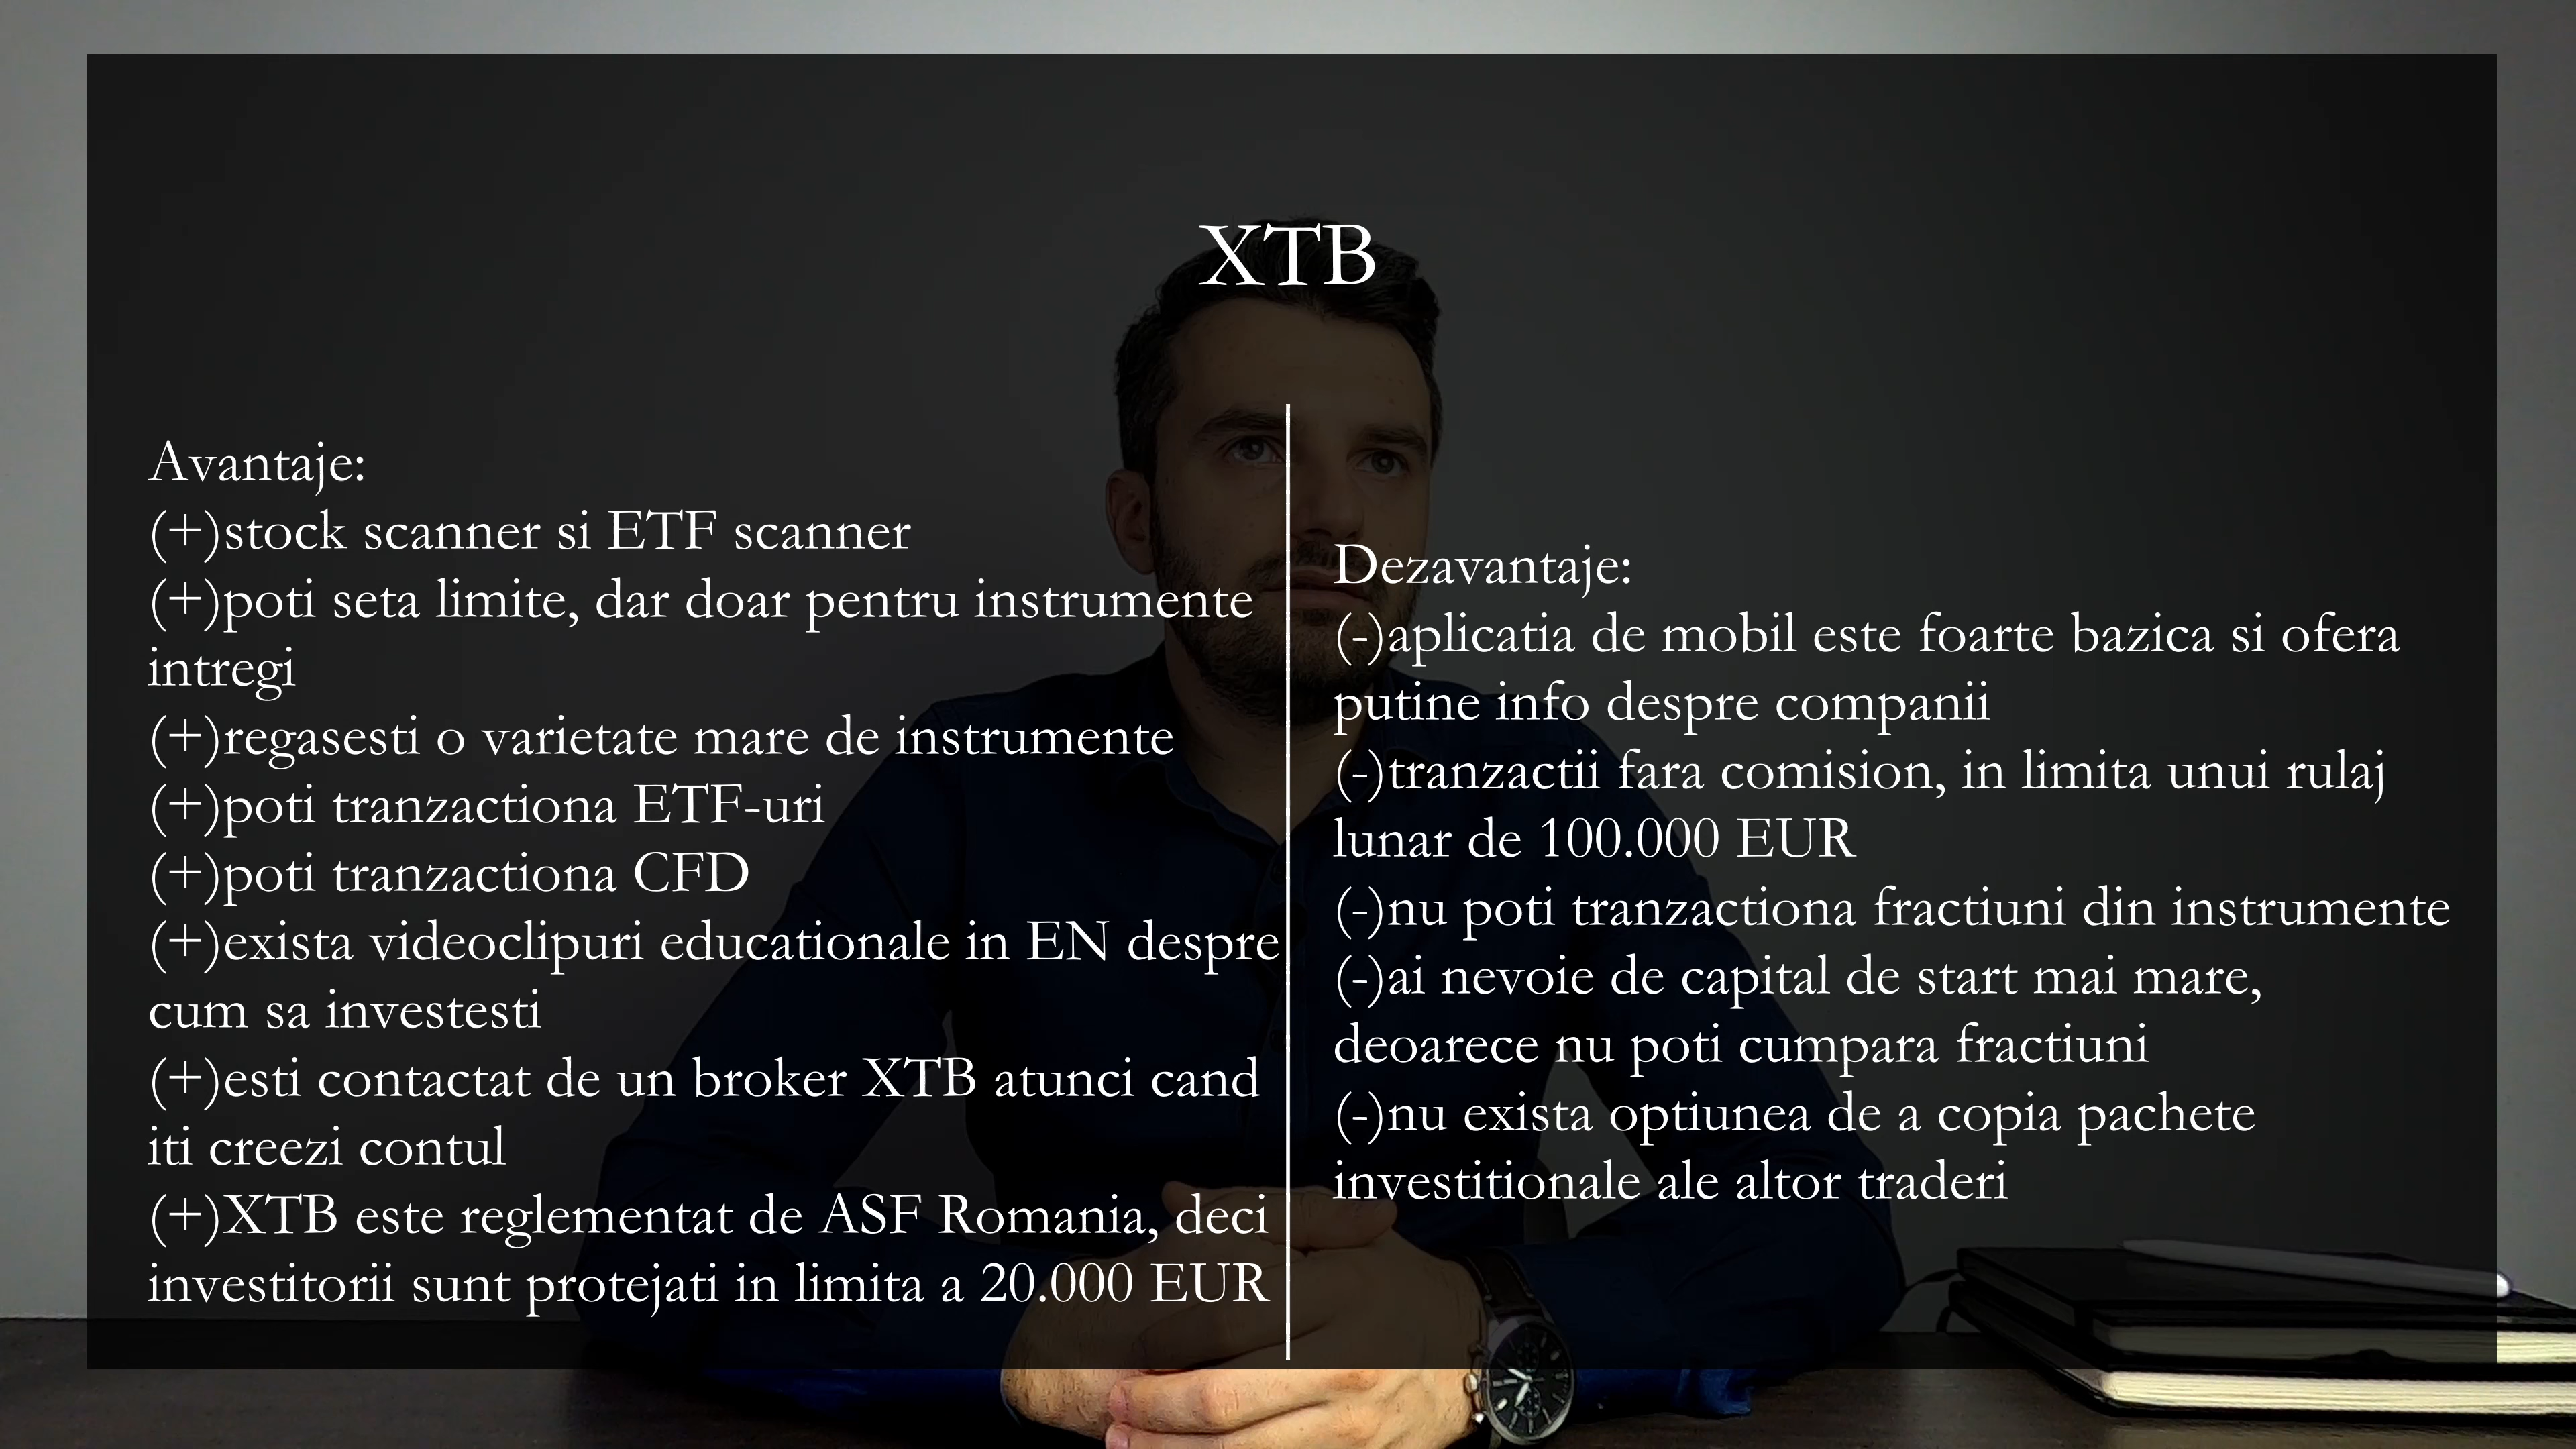 XTB
Avantaje:
(+)stock scanner si ETF scanner
(+)poti seta limite, dar doar pentru instrumente
intregi
(+)regasesti o varietate mare de instrumente
(+)poti tranzactiona ETF-uri
(+)poti tranzactiona CFD
(+)exista videoclipuri educationale in EN despre
cum sa investesti
(+)esti contactat de un broker XTB atunci cand
iti creezi contul
(+)XTB este reglementat de ASF Romania, deci
investitorii sunt protejati in limita a 20.000 EUR
Dezavantaje:
(-)aplicatia de mobil este foarte bazica si ofera
putine info despre companii
(-)tranzactii fara comision, in limita unui rulaj
lunar de 100.000 EUR
(-)nu poti tranzactiona fractiuni din instrumente
(-)ai nevoie de capital de start mai mare,
deoarece nu poti cumpara fractiuni
(-)nu exista optiunea de a copia pachete
investitionale ale altor traderi